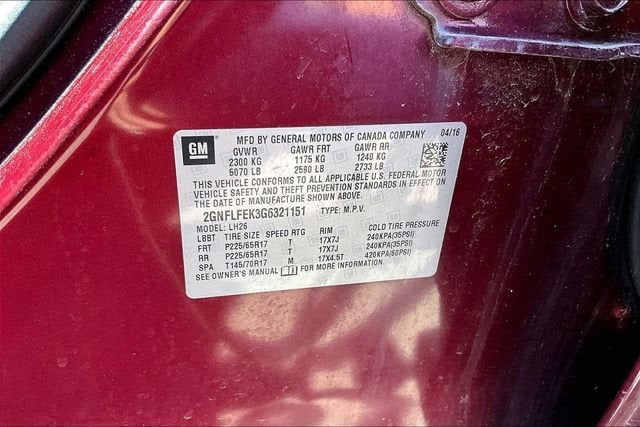 GM
MFD BY GENERAL MOTORS OF CANADA COMPANY 04/16
GVWR GAWR FRT GAWR RR
2300 KG 1175 KG 1240 KG
5070 LB 2590 LB 2733 LB
THIS VEHICLE CONFORMS TO ALL APPLICABLE U.S. FEDERAL MOTOR
VEHICLE SAFETY AND THEFT PREVENTION STANDARDS IN EFFECT ON
THE DATE OF MANUFACTURE SHOWN ABOVE.
2GNFLFEK3G6321151 TYPE: M.P.V.
MODEL: LH26
LBBT TIRE SIZE SPEED RTG RIM COLD TIRE PRESSURE
FRT P225/65R17 T 17X7J 240KPA(35PSI)
RR P225/65R17 T 17X7J 240KPA(35PSI)
SPA T145/70R17 M 17X4.5T 420KPA(60PSI)
SEE OWNER'S MANUAL FOR MORE INFORMATION.